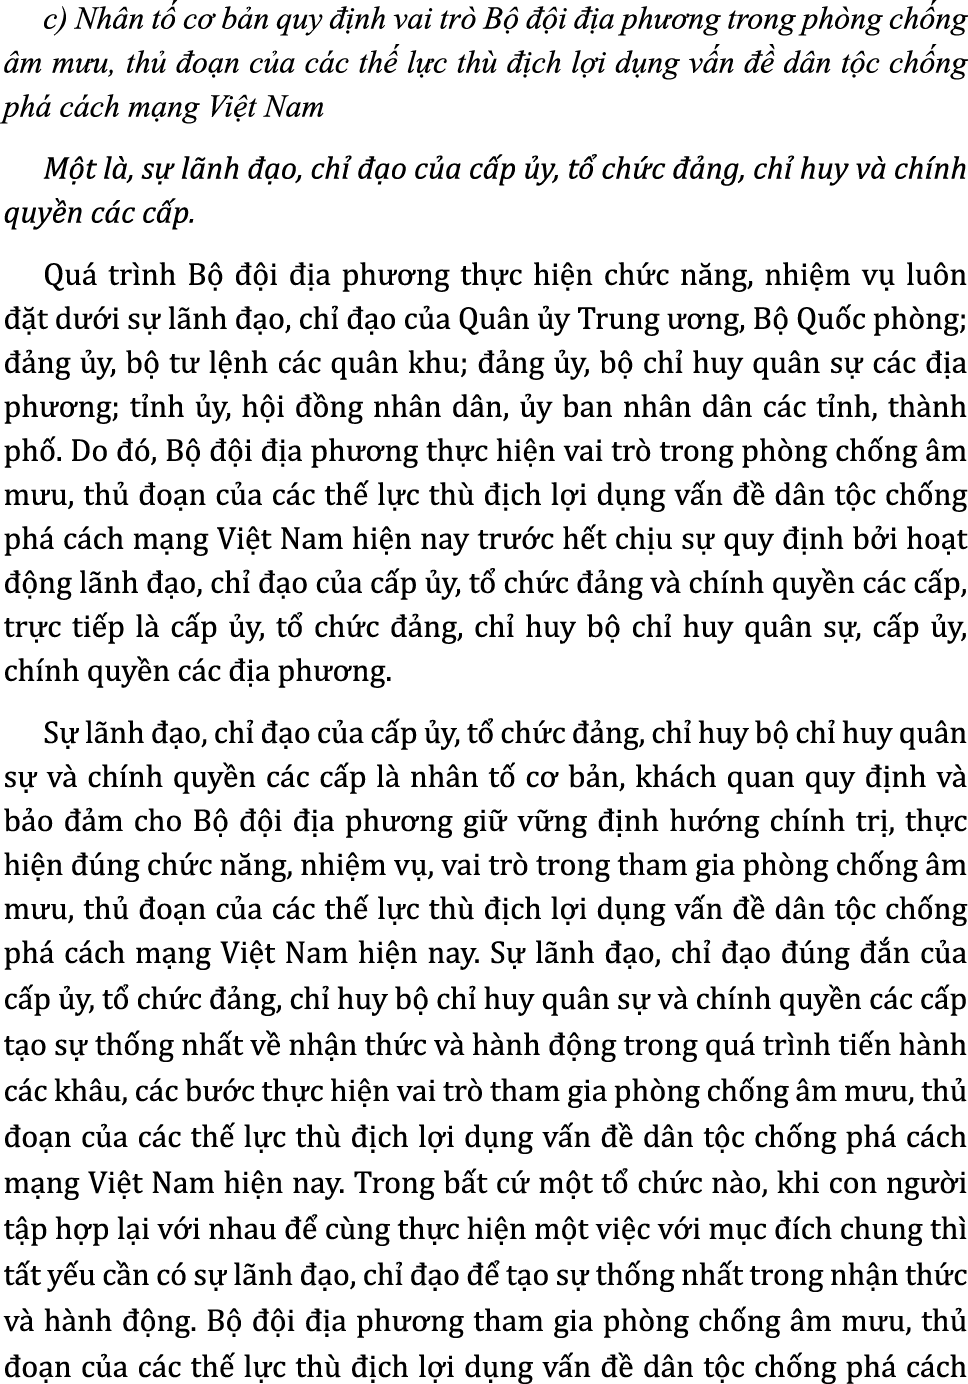 c) Nhân tố cơ bản quy định vai trò Bộ đội địa phương trong phòng chống
âm mưu, thủ đoạn của các thế lực thù địch lợi dụng vấn đề dân tộc chống
phá cách mạng Việt Nam
Một là, sự lãnh đạo, chỉ đạo của cấp ủy, tổ chức đảng, chỉ huy và chính
quyền các cấp.
Quá trình Bộ đội địa phương thực hiện chức năng, nhiệm vụ luôn
đặt dưới sự lãnh đạo, chỉ đạo của Quân ủy Trung ương, Bộ Quốc phòng;
đảng ủy, bộ tư lệnh các quân khu; đảng ủy, bộ chỉ huy quân sự các địa
phương; tỉnh ủy, hội đồng nhân dân, ủy ban nhân dân các tỉnh, thành
phố. Do đó, Bộ đội địa phương thực hiện vai trò trong phòng chống âm
mưu, thủ đoạn của các thế lực thù địch lợi dụng vấn đề dân tộc chống
phá cách mạng Việt Nam hiện nay trước hết chịu sự quy định bởi hoạt
động lãnh đạo, chỉ đạo của cấp ủy, tổ chức đảng và chính quyền các cấp,
trực tiếp là cấp ủy, tổ chức đảng, chỉ huy bộ chỉ huy quân sự, cấp ủy,
chính quyền các địa phương.
Sự lãnh đạo, chỉ đạo của cấp ủy, tổ chức đảng, chỉ huy bộ chỉ huy quân
sự và chính quyền các cấp là nhân tố cơ bản, khách quan quy định và
bảo đảm cho Bộ đội địa phương giữ vững định hướng chính trị, thực
hiện đúng chức năng, nhiệm vụ, vai trò trong tham gia phòng chống âm
mưu, thủ đoạn của các thế lực thù địch lợi dụng vấn đề dân tộc chống
phá cách mạng Việt Nam hiện nay. Sự lãnh đạo, chỉ đạo đúng đắn của
cấp ủy, tổ chức đảng, chỉ huy bộ chỉ huy quân sự và chính quyền các cấp
tạo sự thống nhất về nhận thức và hành động trong quá trình tiến hành
các khâu, các bước thực hiện vai trò tham gia phòng chống âm mưu, thủ
đoạn của các thế lực thù địch lợi dụng vấn đề dân tộc chống phá cách
mạng Việt Nam hiện nay. Trong bất cứ một tổ chức nào, khi con người
tập hợp lại với nhau để cùng thực hiện một việc với mục đích chung thì
tất yếu cần có sự lãnh đạo, chỉ đạo để tạo sự thống nhất trong nhận thức
và hành động. Bộ đội địa phương tham gia phòng chống âm mưu, thủ
đoạn của các thế lực thù địch lợi dụng vấn đề dân tộc chống phá cách